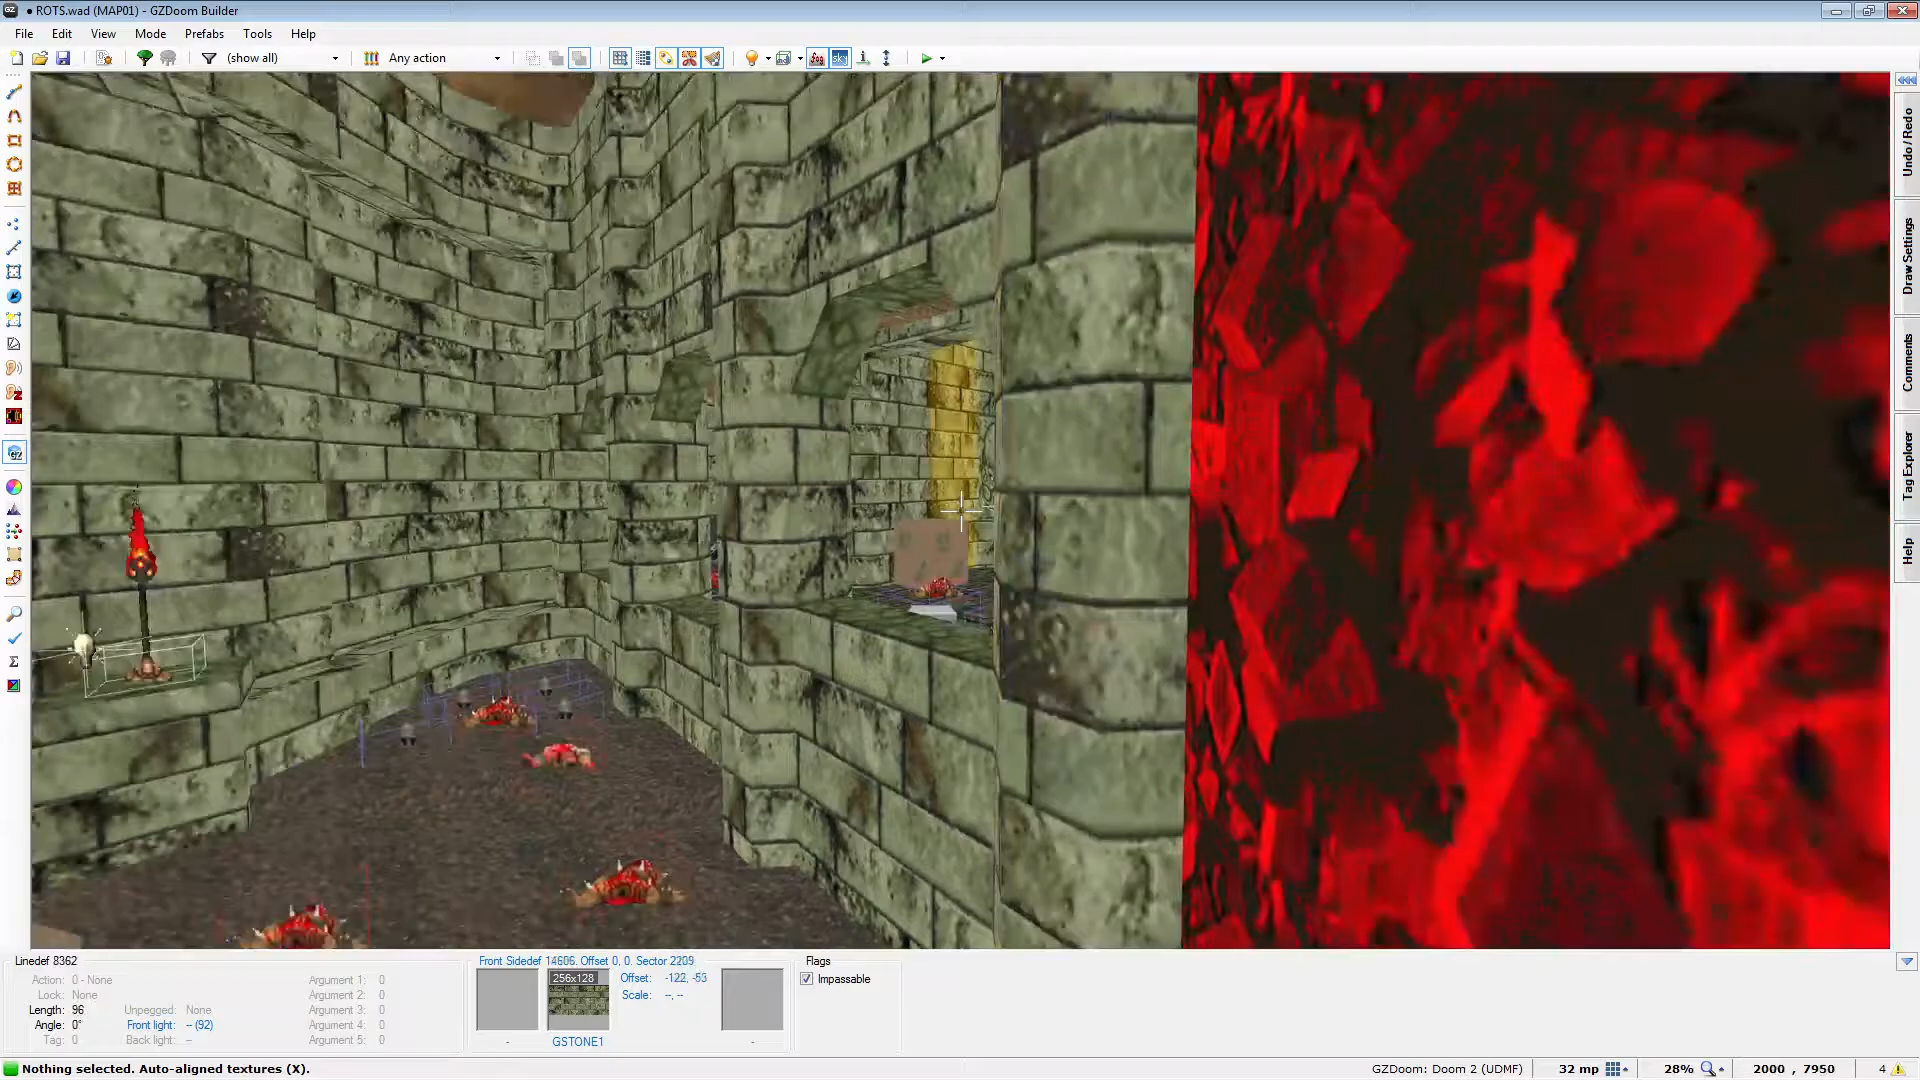 ● ROTS.wad (MAP01) - GZDoom Builder
File Edit View Mode Prefabs Tools Help
(show all) Any action
Undo / Redo
Draw Settings
Comments
Tag Explorer
Help
Linedef 8362
Action: 0 - None Argument 1: 0
Lock: None Argument 2: 0
Length: 96 Unpegged: None Argument 3: 0
Angle: 0° Front light: -- (92) Argument 4: 0
Tag: 0 Back light: -- Argument 5: 0
Front Sidedef 14606. Offset 0, 0. Sector 2209
256x128 Offset: -122, -53
Scale: --, --
- GSTONE1 -
Flags
Impassable
Nothing selected. Auto-aligned textures (X). GZDoom: Doom 2 (UDMF) 32 mp 28% 2000 , 7950 4